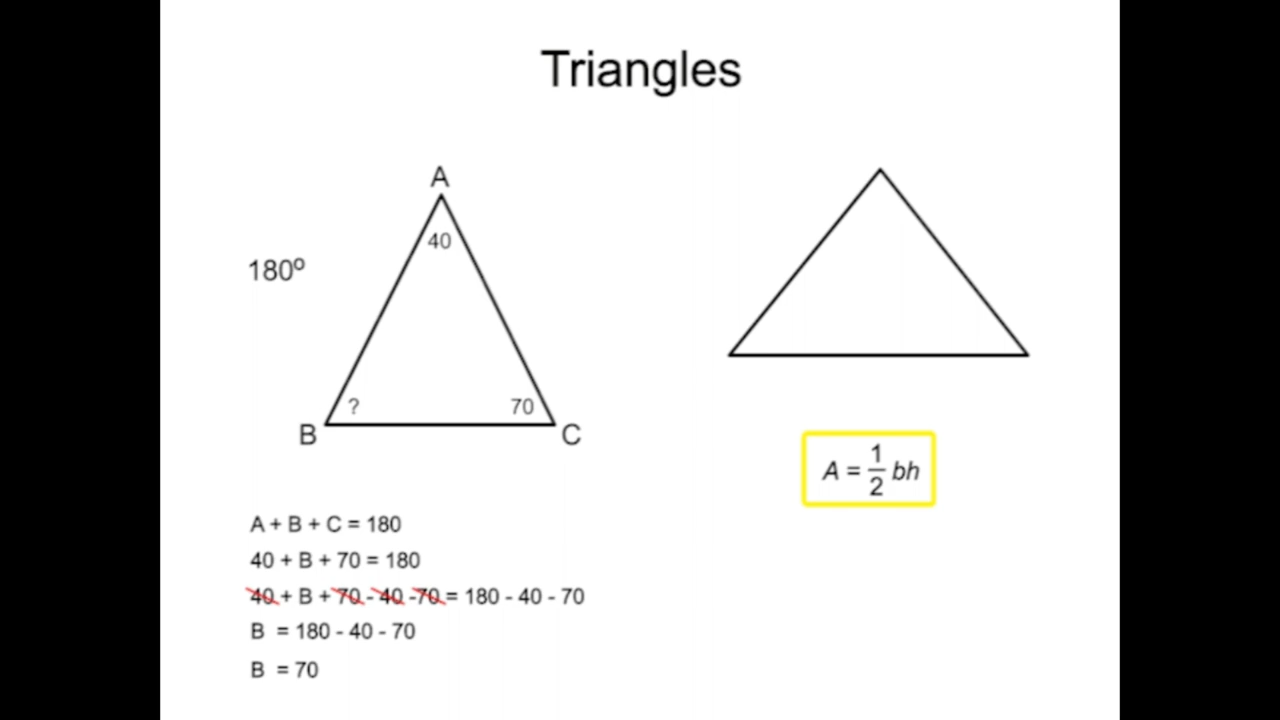 Triangles
A
40
180º
? 70
B C
A + B + C = 180
40 + B + 70 = 180
40 + B + 70 - 40 -70 = 180 - 40 - 70
B = 180 - 40 - 70
B = 70
A = 1/2 bh